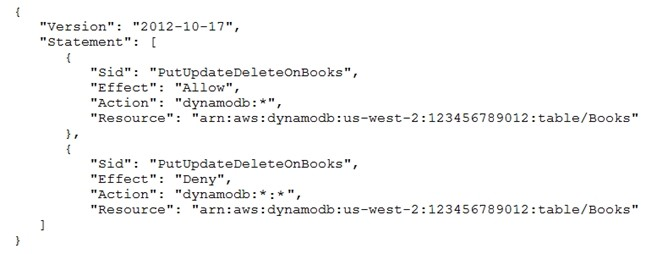 {
"Version": "2012-10-17",
"Statement": [
{
"Sid": "PutUpdateDeleteOnBooks",
"Effect": "Allow",
"Action": "dynamodb:*",
"Resource": "arn:aws:dynamodb:us-west-2:123456789012:table/Books"
},
{
"Sid": "PutUpdateDeleteOnBooks",
"Effect": "Deny",
"Action": "dynamodb:*:*",
"Resource": "arn:aws:dynamodb:us-west-2:123456789012:table/Books"
}
]
}